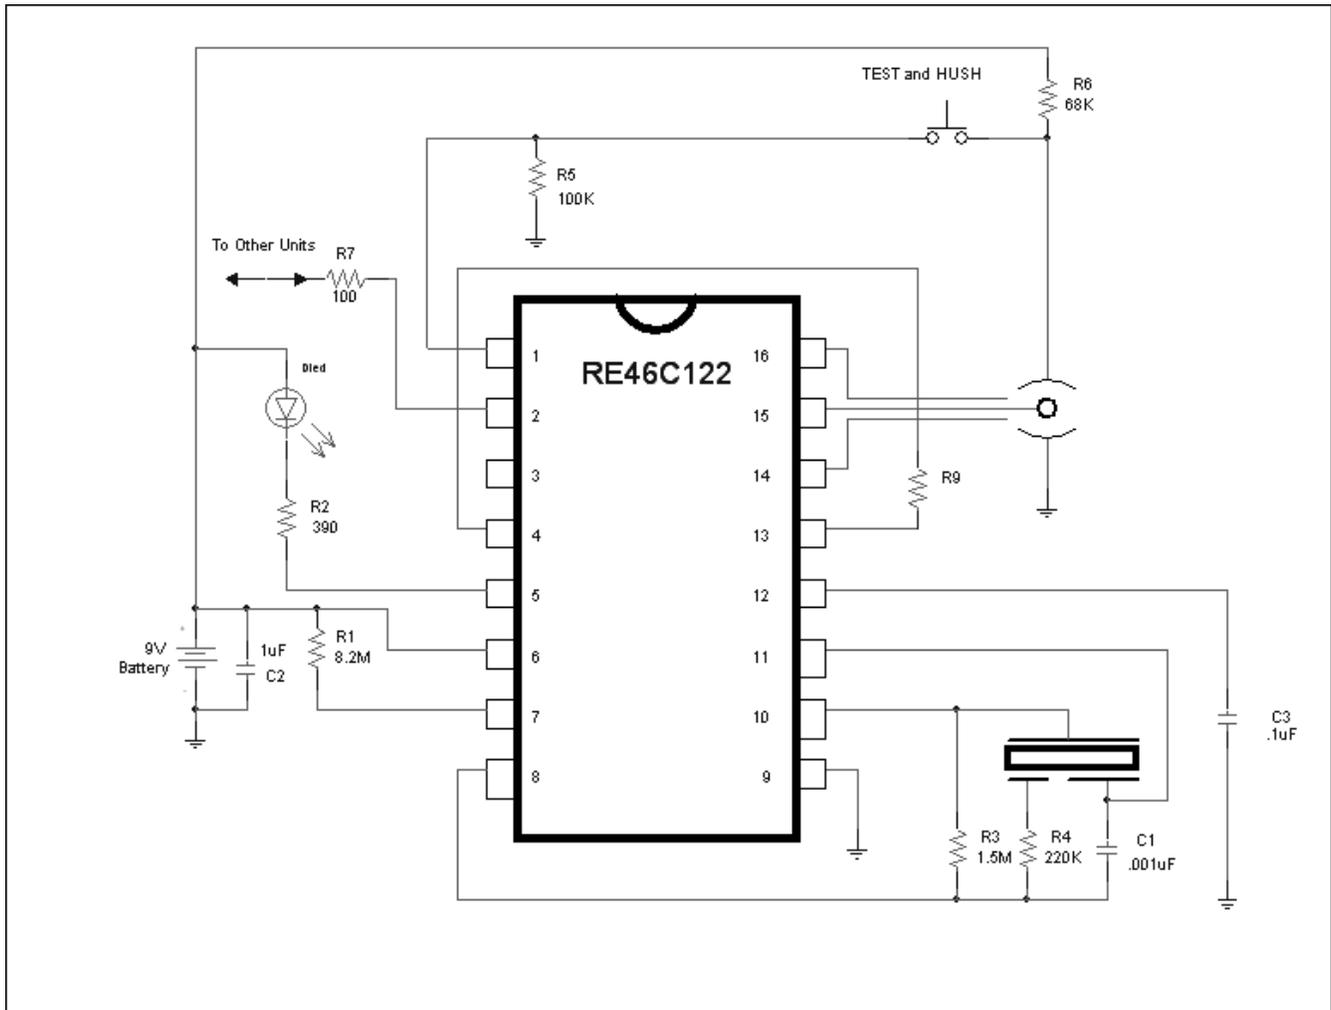 TEST and HUSH
R6
68K
R5
100K
To Other Units
R7
100
Dled
RE46C122
1
2
3
4
5
6
7
8
16
15
14
13
12
11
10
9
R9
R2
390
+
9V
Battery
-
1uF
C2
R1
8.2M
C3
.1uF
R3
1.5M
R4
220K
C1
.001uF